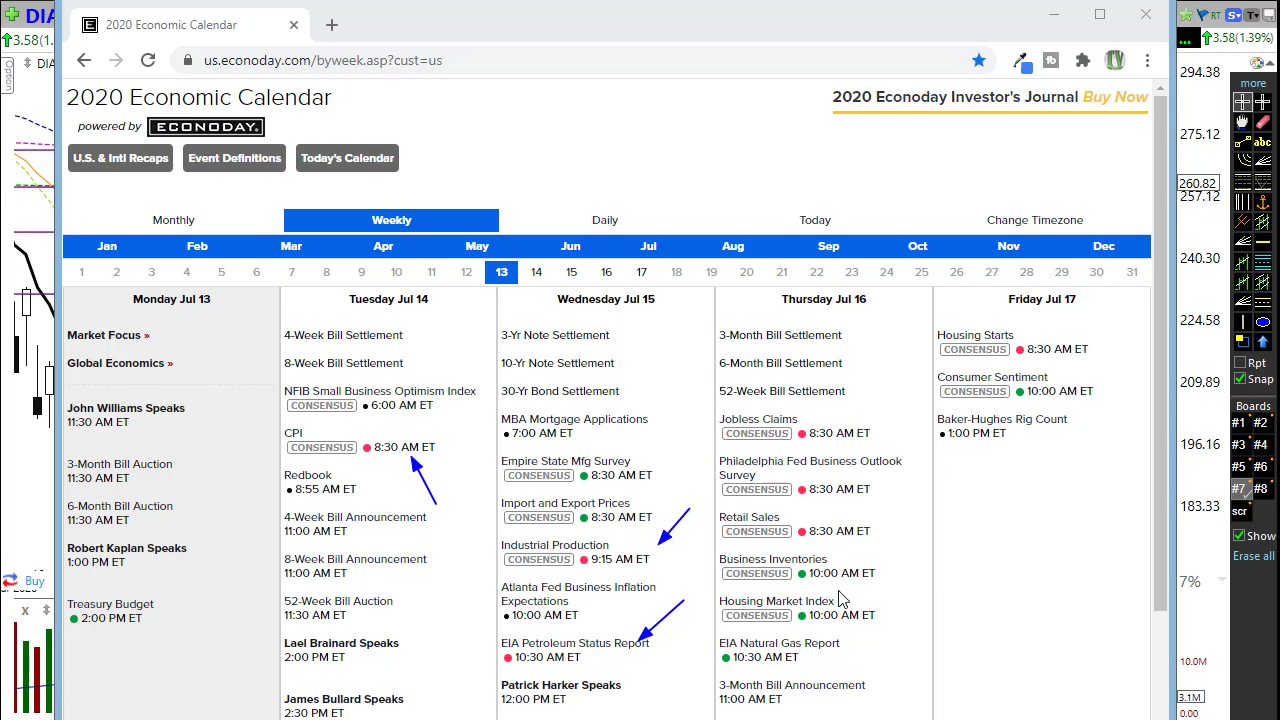 DIA
2020 Economic Calendar
RT
S
T
3.58(1.
3.58(1.39%)
us.econoday.com/byweek.asp?cust=us
Option
DIA
2020 Economic Calendar
2020 Econoday Investor's Journal Buy Now
powered by ECONODAY.
U.S. & Intl Recaps
Event Definitions
Today's Calendar
Monthly
Weekly
Daily
Today
Change Timezone
Jan Feb Mar Apr May Jun Jul Aug Sep Oct Nov Dec
1 2 3 4 5 6 7 8 9 10 11 12 13 14 15 16 17 18 19 20 21 22 23 24 25 26 27 28 29 30 31
Monday Jul 13
Market Focus »
Global Economics »
John Williams Speaks
11:30 AM ET
3-Month Bill Auction
11:30 AM ET
6-Month Bill Auction
11:30 AM ET
Robert Kaplan Speaks
1:00 PM ET
Treasury Budget
2:00 PM ET
Tuesday Jul 14
4-Week Bill Settlement
8-Week Bill Settlement
NFIB Small Business Optimism Index
CONSENSUS 6:00 AM ET
CPI
CONSENSUS 8:30 AM ET
Redbook
8:55 AM ET
4-Week Bill Announcement
11:00 AM ET
8-Week Bill Announcement
11:00 AM ET
52-Week Bill Auction
11:30 AM ET
Lael Brainard Speaks
2:00 PM ET
James Bullard Speaks
2:30 PM ET
Wednesday Jul 15
3-Yr Note Settlement
10-Yr Note Settlement
30-Yr Bond Settlement
MBA Mortgage Applications
7:00 AM ET
Empire State Mfg Survey
CONSENSUS 8:30 AM ET
Import and Export Prices
CONSENSUS 8:30 AM ET
Industrial Production
CONSENSUS 9:15 AM ET
Atlanta Fed Business Inflation
Expectations
10:00 AM ET
EIA Petroleum Status Report
10:30 AM ET
Patrick Harker Speaks
12:00 PM ET
Thursday Jul 16
3-Month Bill Settlement
6-Month Bill Settlement
52-Week Bill Settlement
Jobless Claims
CONSENSUS 8:30 AM ET
Philadelphia Fed Business Outlook
Survey
CONSENSUS 8:30 AM ET
Retail Sales
CONSENSUS 8:30 AM ET
Business Inventories
CONSENSUS 10:00 AM ET
Housing Market Index
CONSENSUS 10:00 AM ET
EIA Natural Gas Report
10:30 AM ET
3-Month Bill Announcement
11:00 AM ET
Friday Jul 17
Housing Starts
CONSENSUS 8:30 AM ET
Consumer Sentiment
CONSENSUS 10:00 AM ET
Baker-Hughes Rig Count
1:00 PM ET
294.38
275.12
260.82
257.12
240.30
224.58
209.89
196.16
183.33
7%
10.0M
3.1M
0.00
more
abc
Rpt
Snap
Boards
#1 #2
#3 #4
#5 #6
#7 #8
scr
Show
Erase all
Buy
X